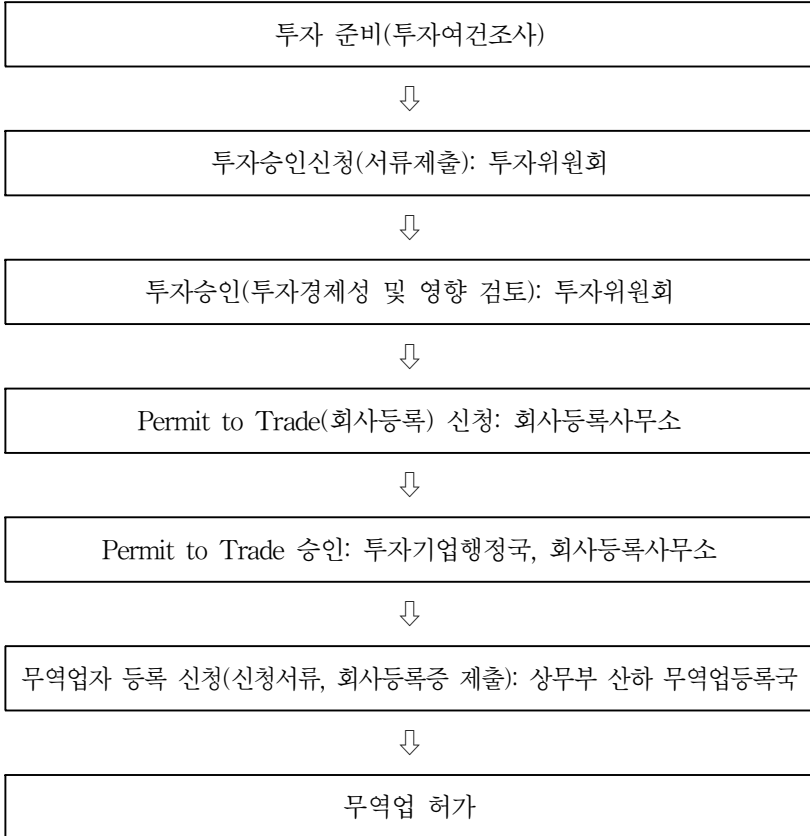 투자 준비(투자여건조사)
⇩
투자승인신청(서류제출): 투자위원회
⇩
투자승인(투자경제성 및 영향 검토): 투자위원회
⇩
Permit to Trade(회사등록) 신청: 회사등록사무소
⇩
Permit to Trade 승인: 투자기업행정국, 회사등록사무소
⇩
무역업자 등록 신청(신청서류, 회사등록증 제출): 상무부 산하 무역업등록국
⇩
무역업 허가